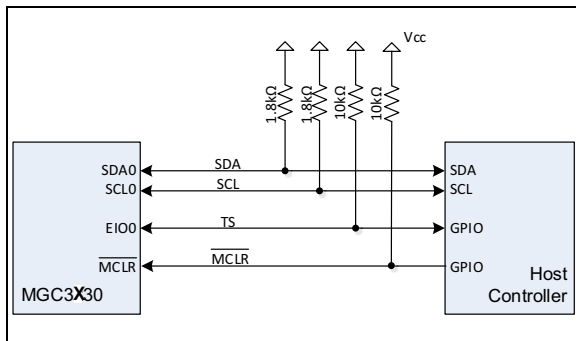 Vcc
1.8kΩ
1.8kΩ
10kΩ
10kΩ
SDA0
SDA
SDA
SCL0
SCL
SCL
EIO0
TS
GPIO
MCLR
MCLR
GPIO
MGC3X30
Host
Controller